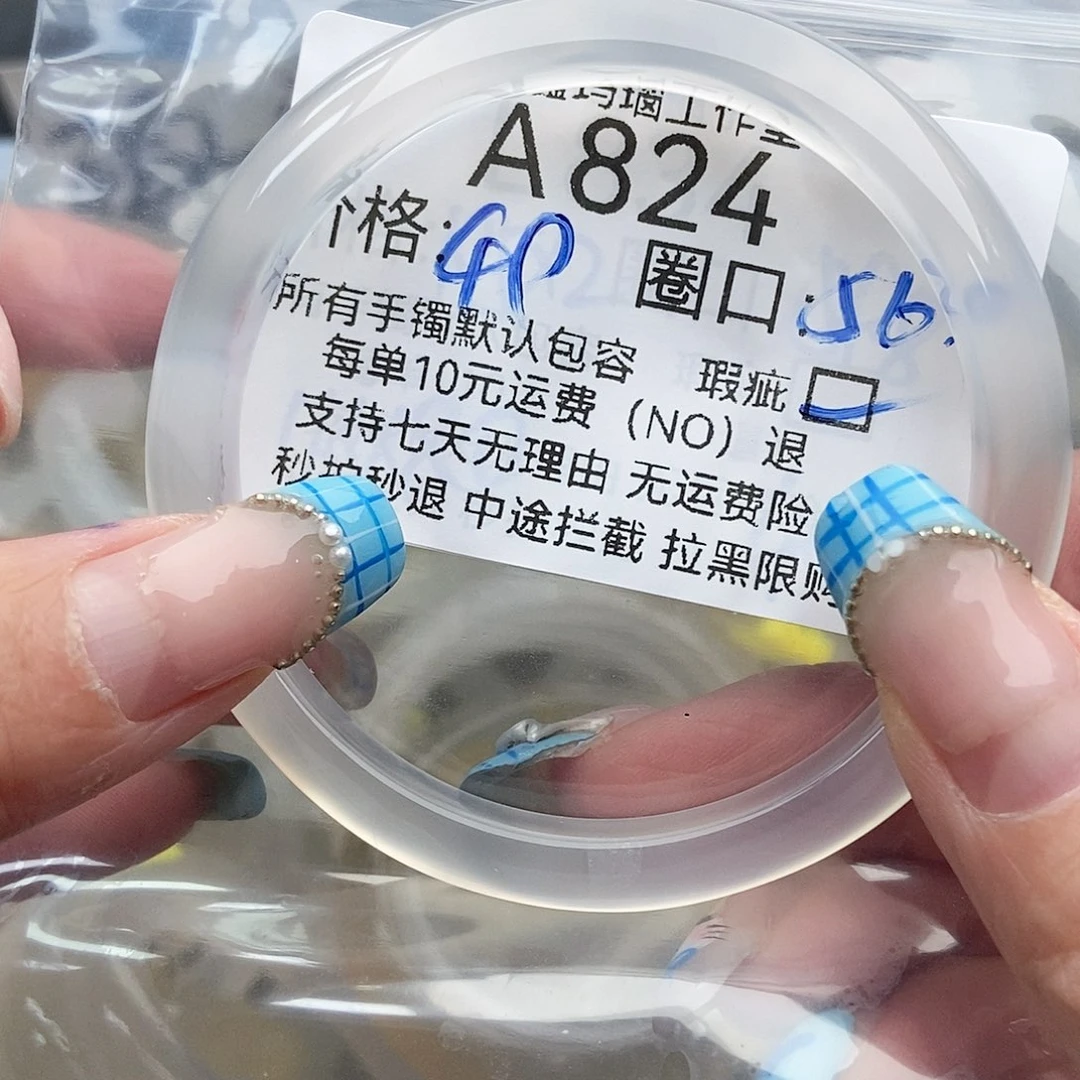 玛瑙工作室
A824
价格:
圈口:56.
所有手镯默认包容 瑕疵
每单10元运费(NO)退
支持七天无理由 无运费险
秒拍秒退 中途拦截 拉黑限购